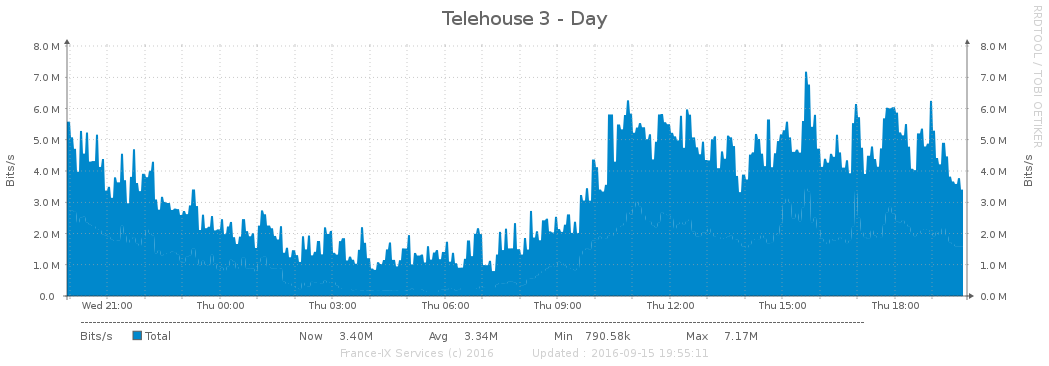 Telehouse 3 - Day
RRDTOOL / TOBI OETIKER
8.0 M 8.0 M
7.0 M 7.0 M
6.0 M 6.0 M
5.0 M 5.0 M
4.0 M 4.0 M
3.0 M 3.0 M
2.0 M 2.0 M
1.0 M 1.0 M
0.0 0.0 M
Bits/s
Bits/s
Wed 21:00 Thu 00:00 Thu 03:00 Thu 06:00 Thu 09:00 Thu 12:00 Thu 15:00 Thu 18:00
Bits/s Total Now 3.40M Avg 3.34M Min 790.58k Max 7.17M
France-IX Services (c) 2016 Updated : 2016-09-15 19:55:11